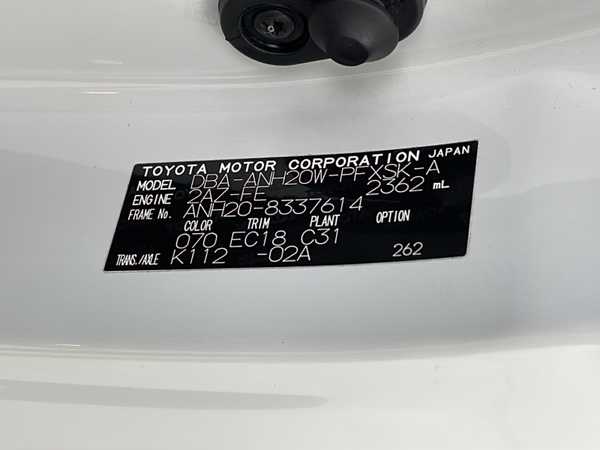 TOYOTA MOTOR CORPORATION JAPAN
MODEL DBA-ANH20W-PFXSK-A
ENGINE 2AZ-FE 2362 mL
FRAME No. ANH20-8337614
COLOR TRIM PLANT OPTION
070 EC18 C31
TRANS./AXLE K112 -02A 262